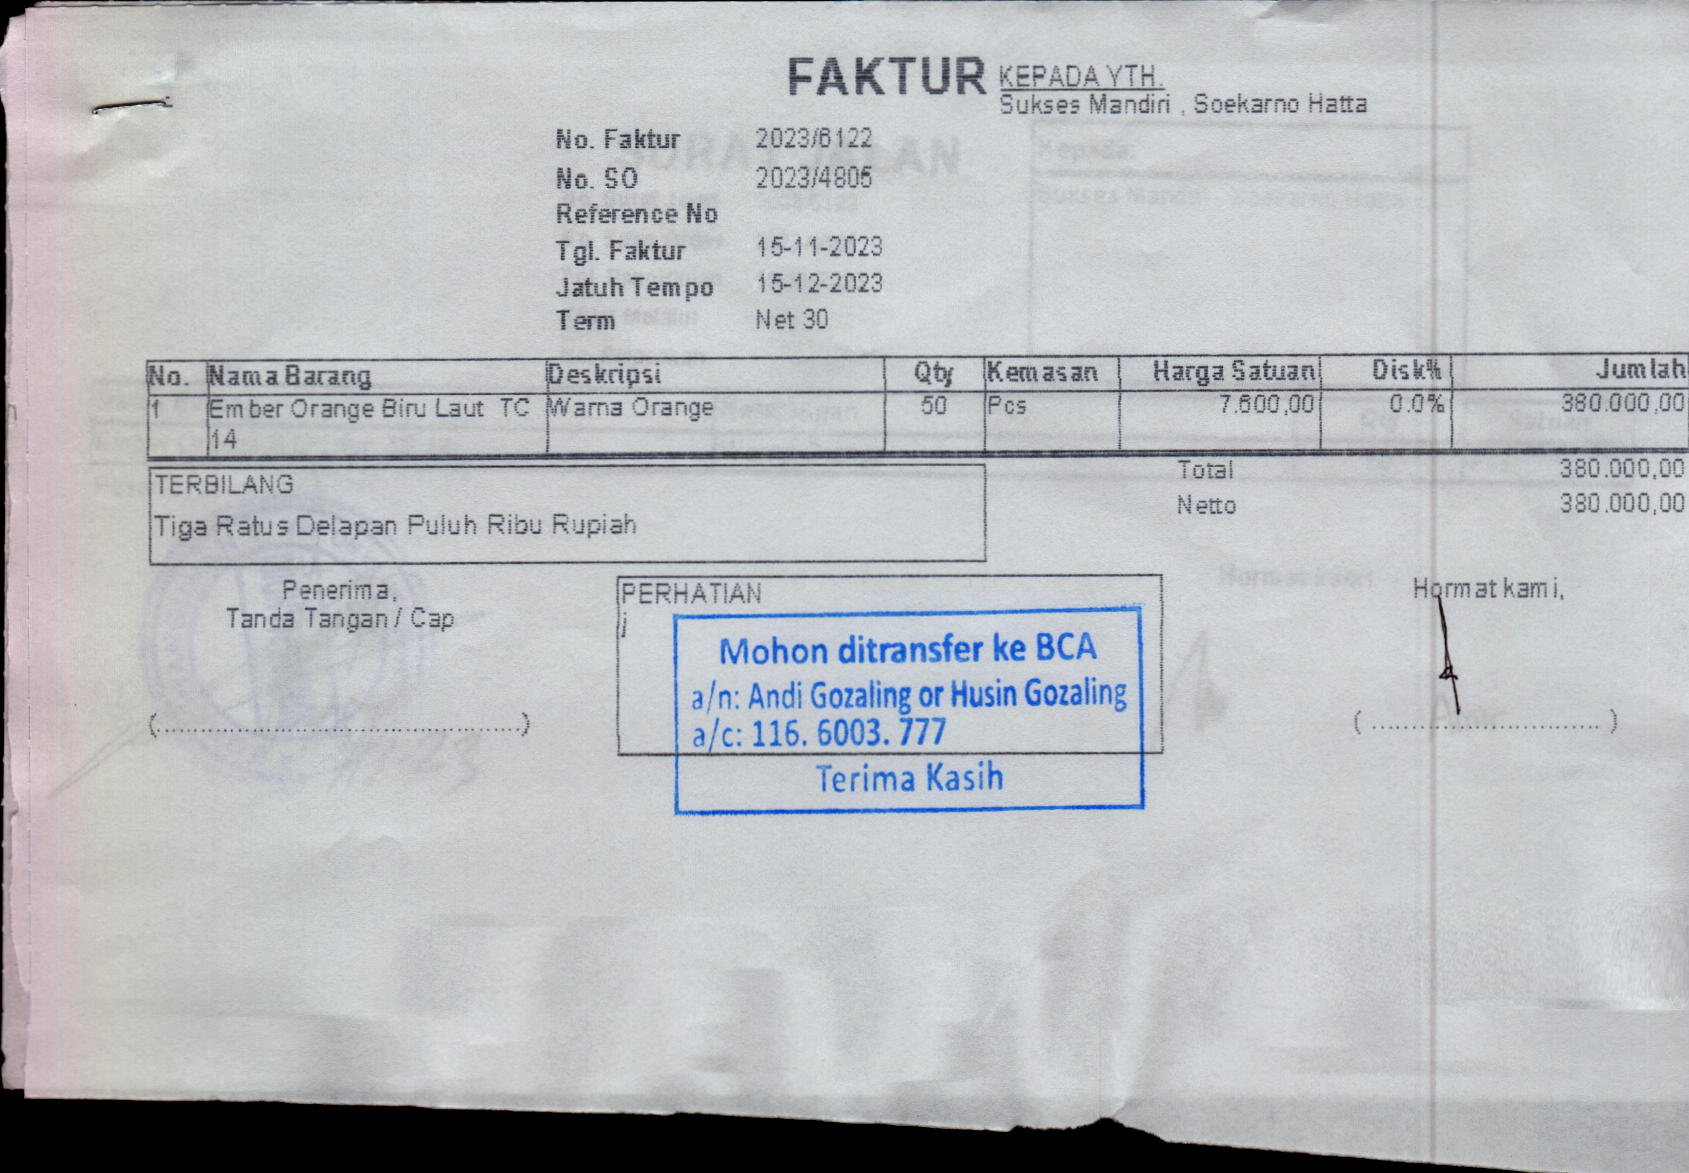 FAKTUR
KEPADA YTH.
Sukses Mandiri , Soekarno Hatta
No. Faktur 2023/6122
No. SO 2023/4805
Reference No
Tgl. Faktur 15-11-2023
Jatuh Tempo 15-12-2023
Term Net 30
No. Nama Barang Deskripsi Qty Kemasan Harga Satuan Disk% Jumlah
1 Ember Orange Biru Laut TC Warna Orange 50 Pcs 7.600,00 0.0% 380.000,00
14
TERBILANG
Tiga Ratus Delapan Puluh Ribu Rupiah
Total 380.000,00
Netto 380.000,00
Penerima,
Tanda Tangan / Cap
(..............................................)
PERHATIAN
j
Mohon ditransfer ke BCA
a/n: Andi Gozaling or Husin Gozaling
a/c: 116. 6003. 777
Terima Kasih
Hormat kami,
( ............................. )